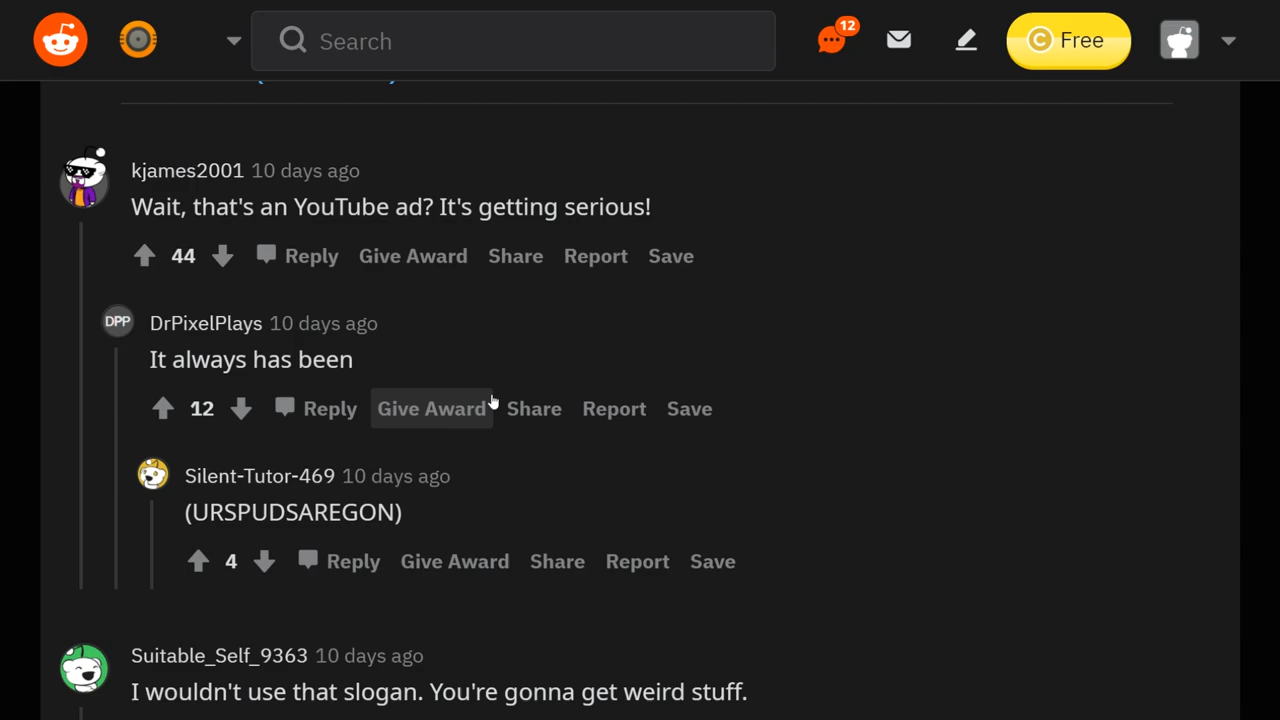 Search
12
Free
kjames2001 10 days ago
Wait, that's an YouTube ad? It's getting serious!
44 Reply Give Award Share Report Save
DPP DrPixelPlays 10 days ago
It always has been
12 Reply Give Award Share Report Save
Silent-Tutor-469 10 days ago
(URSPUDSAREGON)
4 Reply Give Award Share Report Save
Suitable_Self_9363 10 days ago
I wouldn't use that slogan. You're gonna get weird stuff.